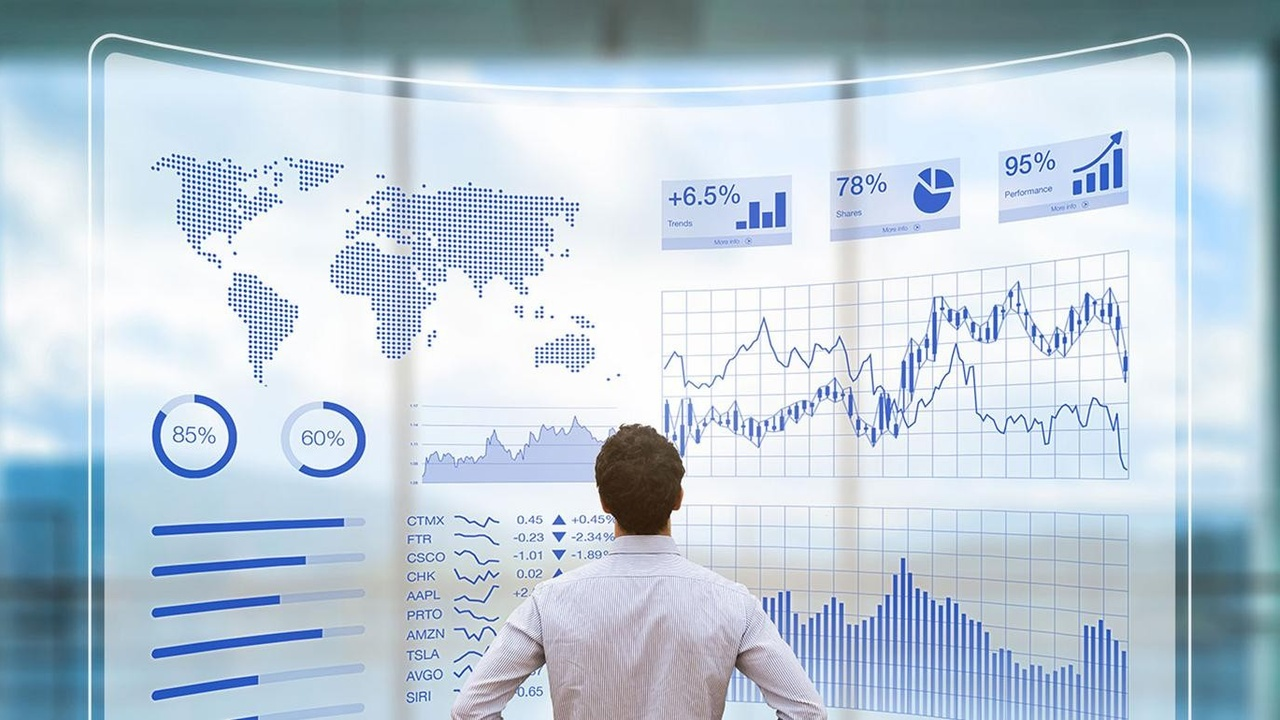 +6.5%
Trends
More info
78%
Shares
More info
95%
Performance
More info
85%
60%
CTMX 0.45 ▲ +0.45%
FTR -0.23 ▼ -2.34%
CSCO -1.01 ▼ -1.89%
CHK 0.02 ▲
AAPL +2.
PRTO
AMZN
TSLA
AVGO
SIRI 0.65